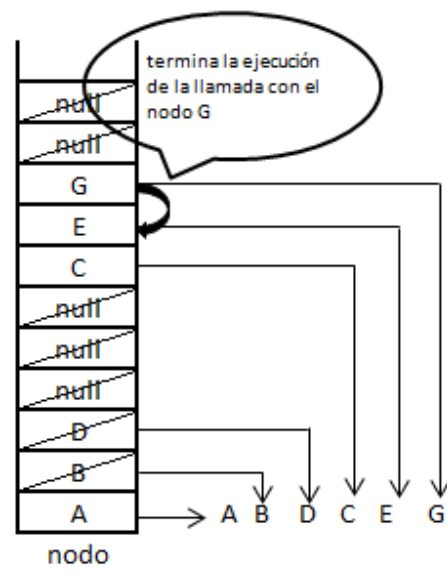 termina la ejecución
de la llamada con el
nodo G
null
null
G
E
C
null
null
null
D
B
A
A B D C E G
nodo